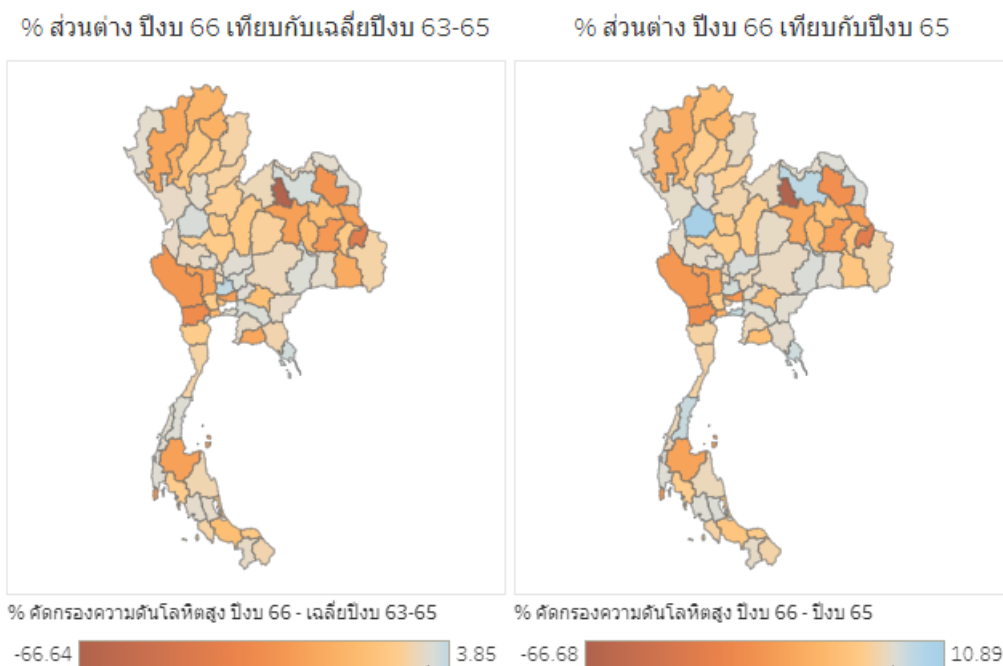 % ส่วนต่าง ปีงบ 66 เทียบกับเฉลี่ยปีงบ 63-65
% ส่วนต่าง ปีงบ 66 เทียบกับปีงบ 65
% คัดกรองความดันโลหิตสูง ปีงบ 66 - เฉลี่ยปีงบ 63-65
% คัดกรองความดันโลหิตสูง ปีงบ 66 - ปีงบ 65
-66.64 3.85
-66.68 10.89